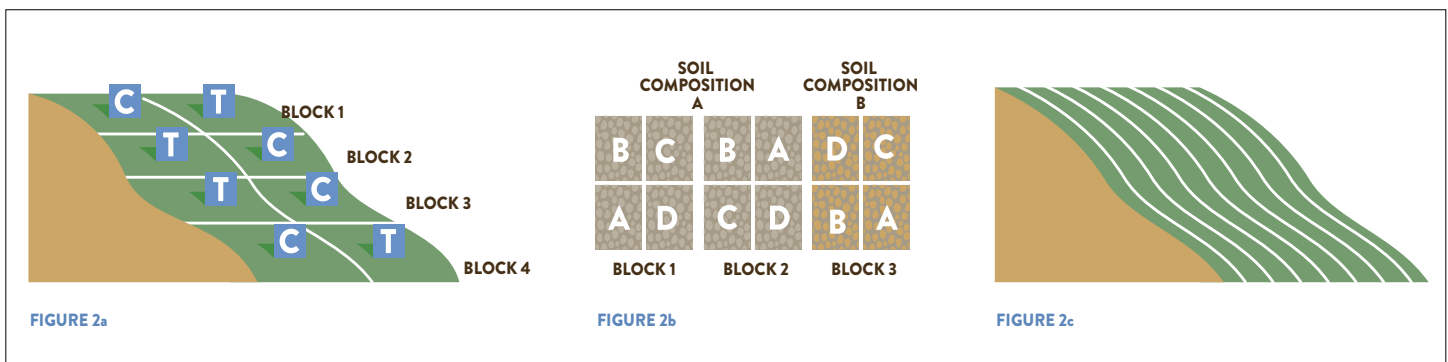 C T
BLOCK 1
T C
BLOCK 2
T C
BLOCK 3
C T
BLOCK 4
FIGURE 2a
SOIL
COMPOSITION
A
SOIL
COMPOSITION
B
B C B A D C
A D C D B A
BLOCK 1 BLOCK 2 BLOCK 3
FIGURE 2b
FIGURE 2c